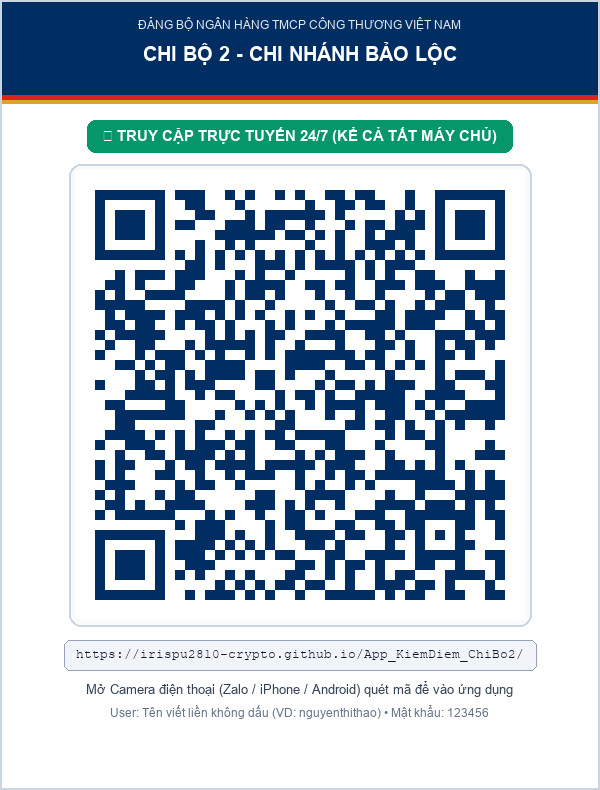 ĐẢNG BỘ NGÂN HÀNG TMCP CÔNG THƯƠNG VIỆT NAM
CHI BỘ 2 - CHI NHÁNH BẢO LỘC
TRUY CẬP TRỰC TUYẾN 24/7 (KỂ CẢ TẮT MÁY CHỦ)
https://irispu2810-crypto.github.io/App_KiemDiem_ChiBo2/
Mở Camera điện thoại (Zalo / iPhone / Android) quét mã để vào ứng dụng
User: Tên viết liền không dấu (VD: nguyenthithao) • Mật khẩu: 123456